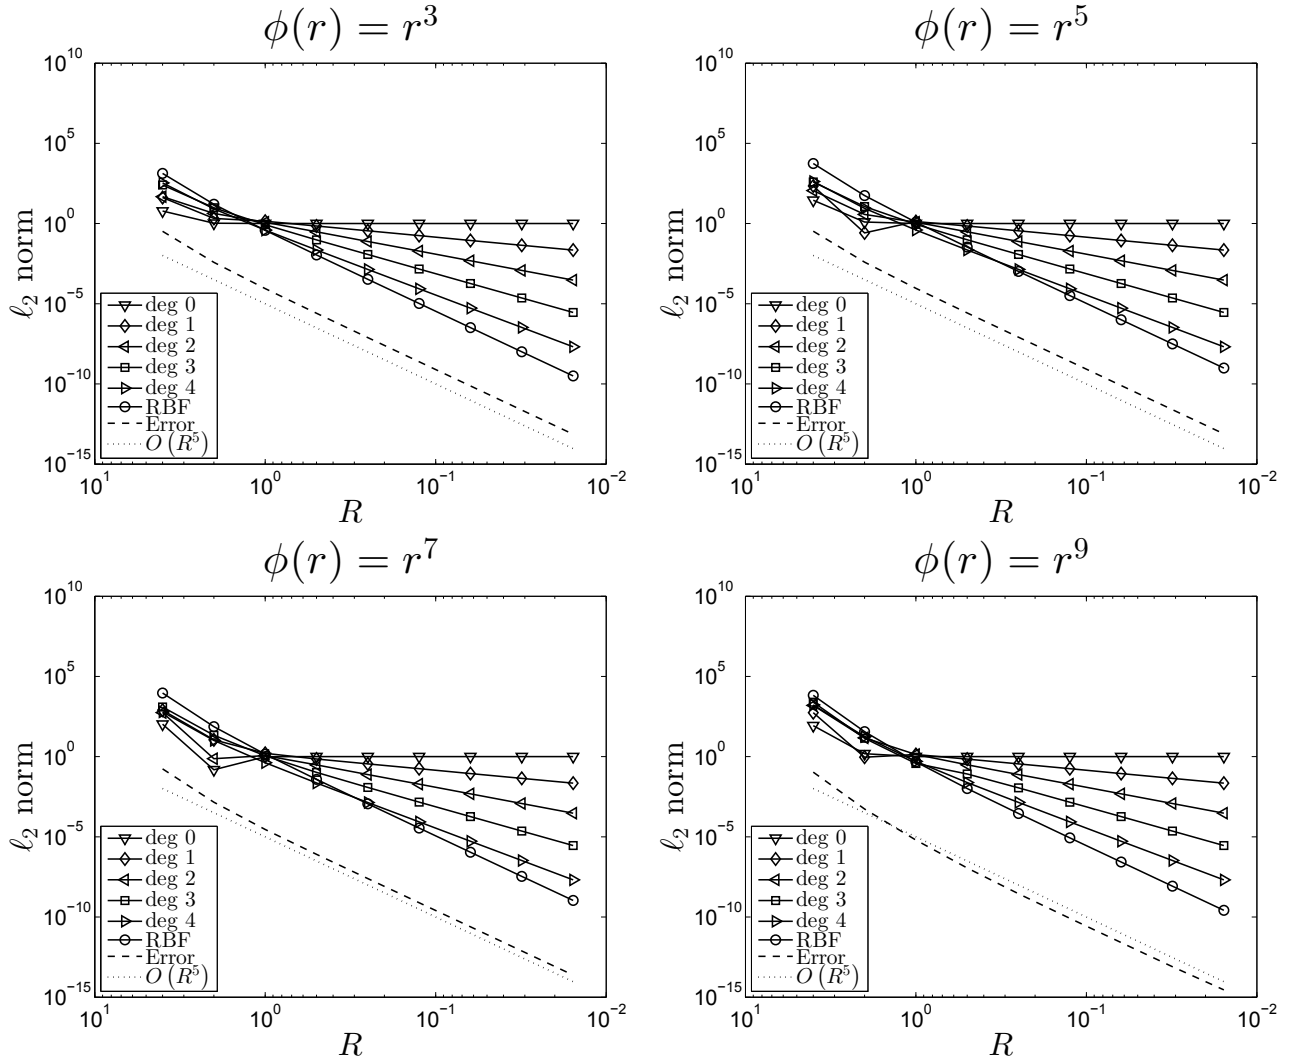 ϕ(r) = r³
10¹⁰
10⁵
10⁰
10⁻⁵
10⁻¹⁰
10⁻¹⁵
ℓ₂ norm
deg 0
deg 1
deg 2
deg 3
deg 4
RBF
Error
O (R⁵)
10¹ 10⁰ 10⁻¹ 10⁻²
R
ϕ(r) = r⁵
10¹⁰
10⁵
10⁰
10⁻⁵
10⁻¹⁰
10⁻¹⁵
ℓ₂ norm
deg 0
deg 1
deg 2
deg 3
deg 4
RBF
Error
O (R⁵)
10¹ 10⁰ 10⁻¹ 10⁻²
R
ϕ(r) = r⁷
10¹⁰
10⁵
10⁰
10⁻⁵
10⁻¹⁰
10⁻¹⁵
ℓ₂ norm
deg 0
deg 1
deg 2
deg 3
deg 4
RBF
Error
O (R⁵)
10¹ 10⁰ 10⁻¹ 10⁻²
R
ϕ(r) = r⁹
10¹⁰
10⁵
10⁰
10⁻⁵
10⁻¹⁰
10⁻¹⁵
ℓ₂ norm
deg 0
deg 1
deg 2
deg 3
deg 4
RBF
Error
O (R⁵)
10¹ 10⁰ 10⁻¹ 10⁻²
R